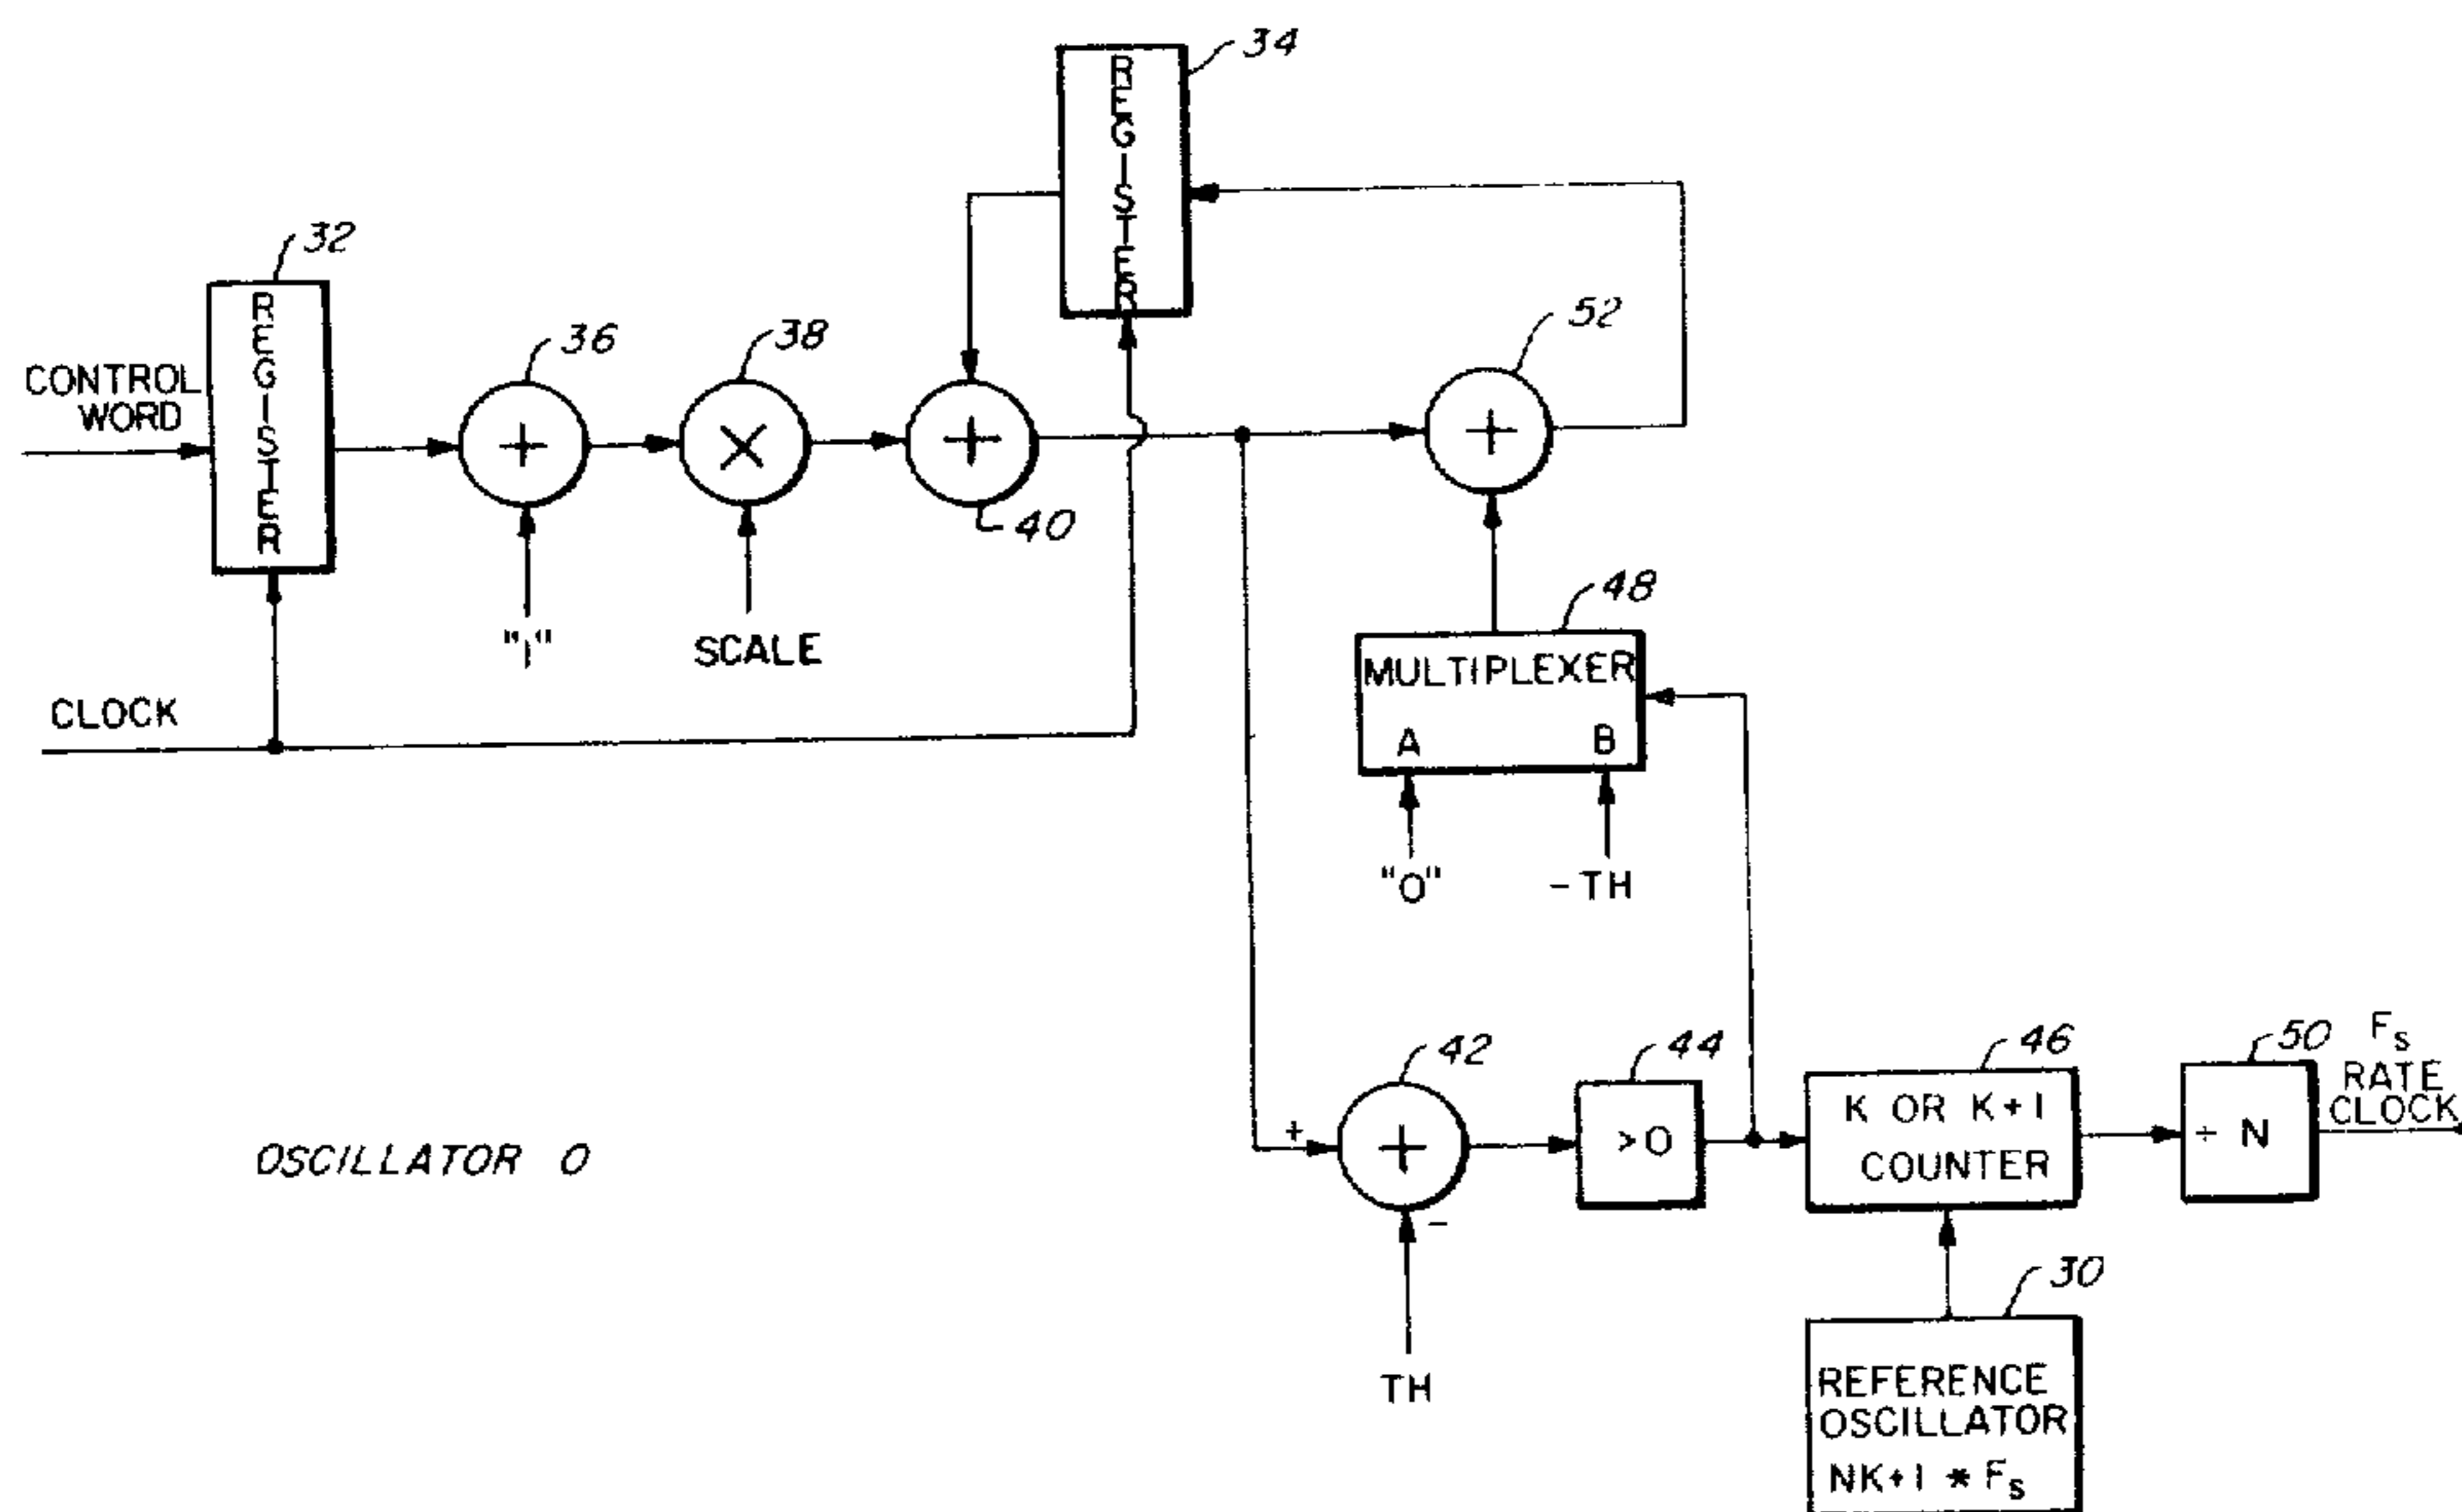 34
REGISTER
32
REGISTER
36
38
52
CONTROL
WORD
40
"1"
SCALE
48
MULTIPLEXER
CLOCK
A B
"0" -TH
42
44
46
50
Fs
RATE
CLOCK
+
K OR K+1
COUNTER
>0
÷ N
OSCILLATOR 0
-
30
TH
REFERENCE
OSCILLATOR
NK+1 * Fs